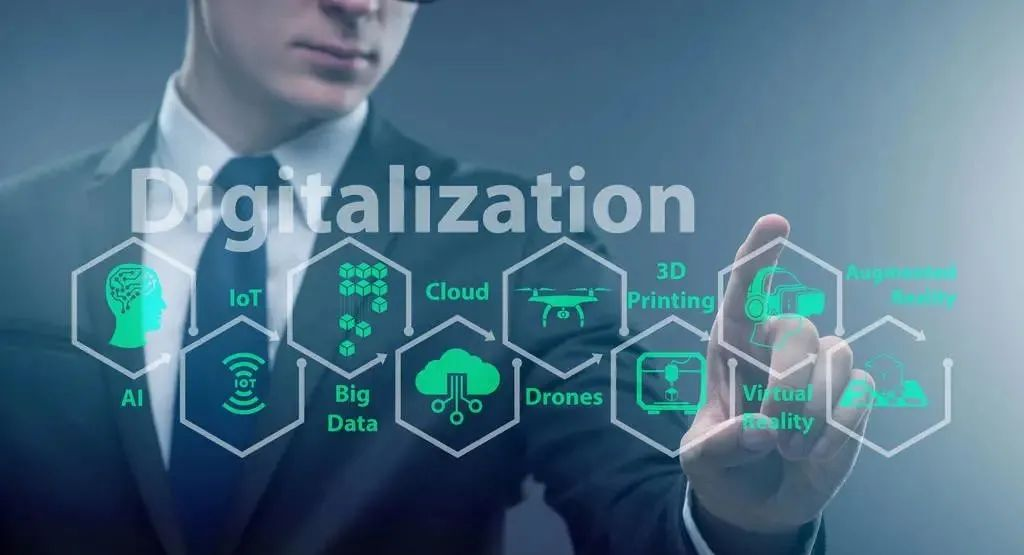 Digitalization
AI
IoT
IOT
Big
Data
Cloud
Drones
3D
Printing
Virtual
Reality
Augmented
Reality